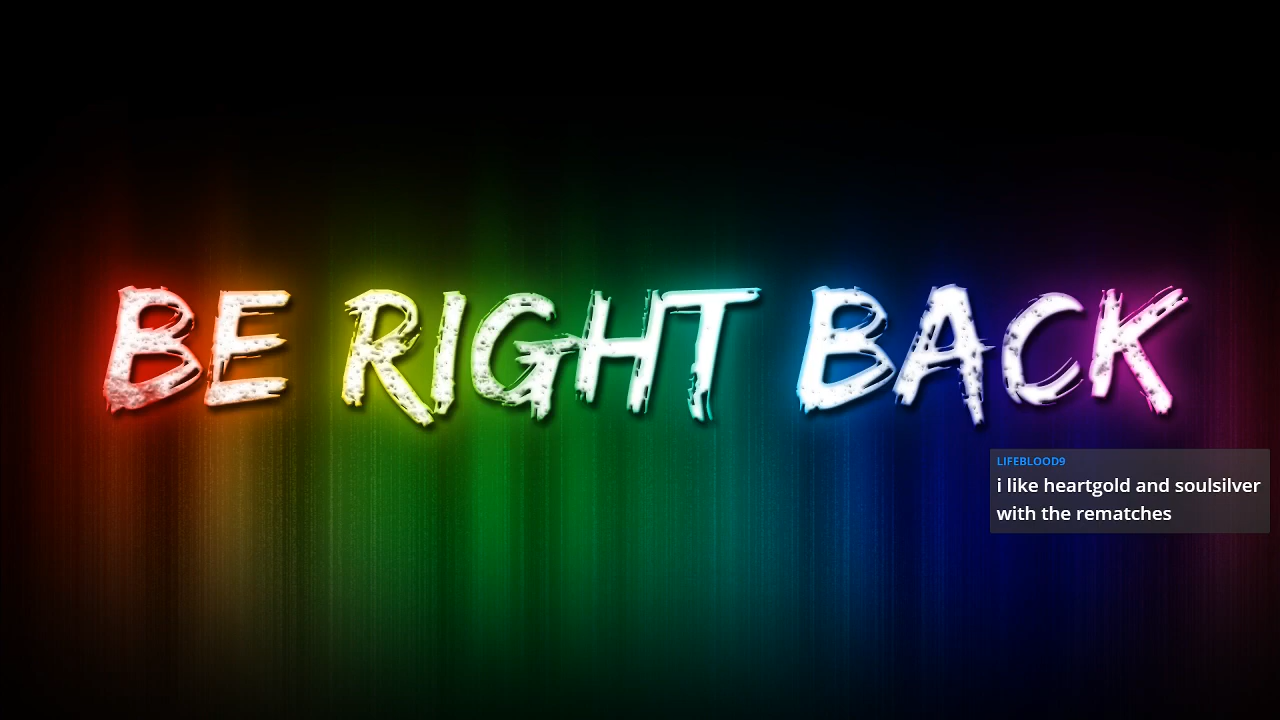 BE RIGHT BACK
LIFEBLOOD9
i like heartgold and soulsilver
with the rematches